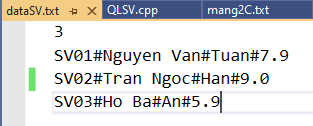 dataSV.txt QLSV.cpp mang2C.txt
3
SV01#Nguyen Van#Tuan#7.9
SV02#Tran Ngoc#Han#9.0
SV03#Ho Ba#An#5.9